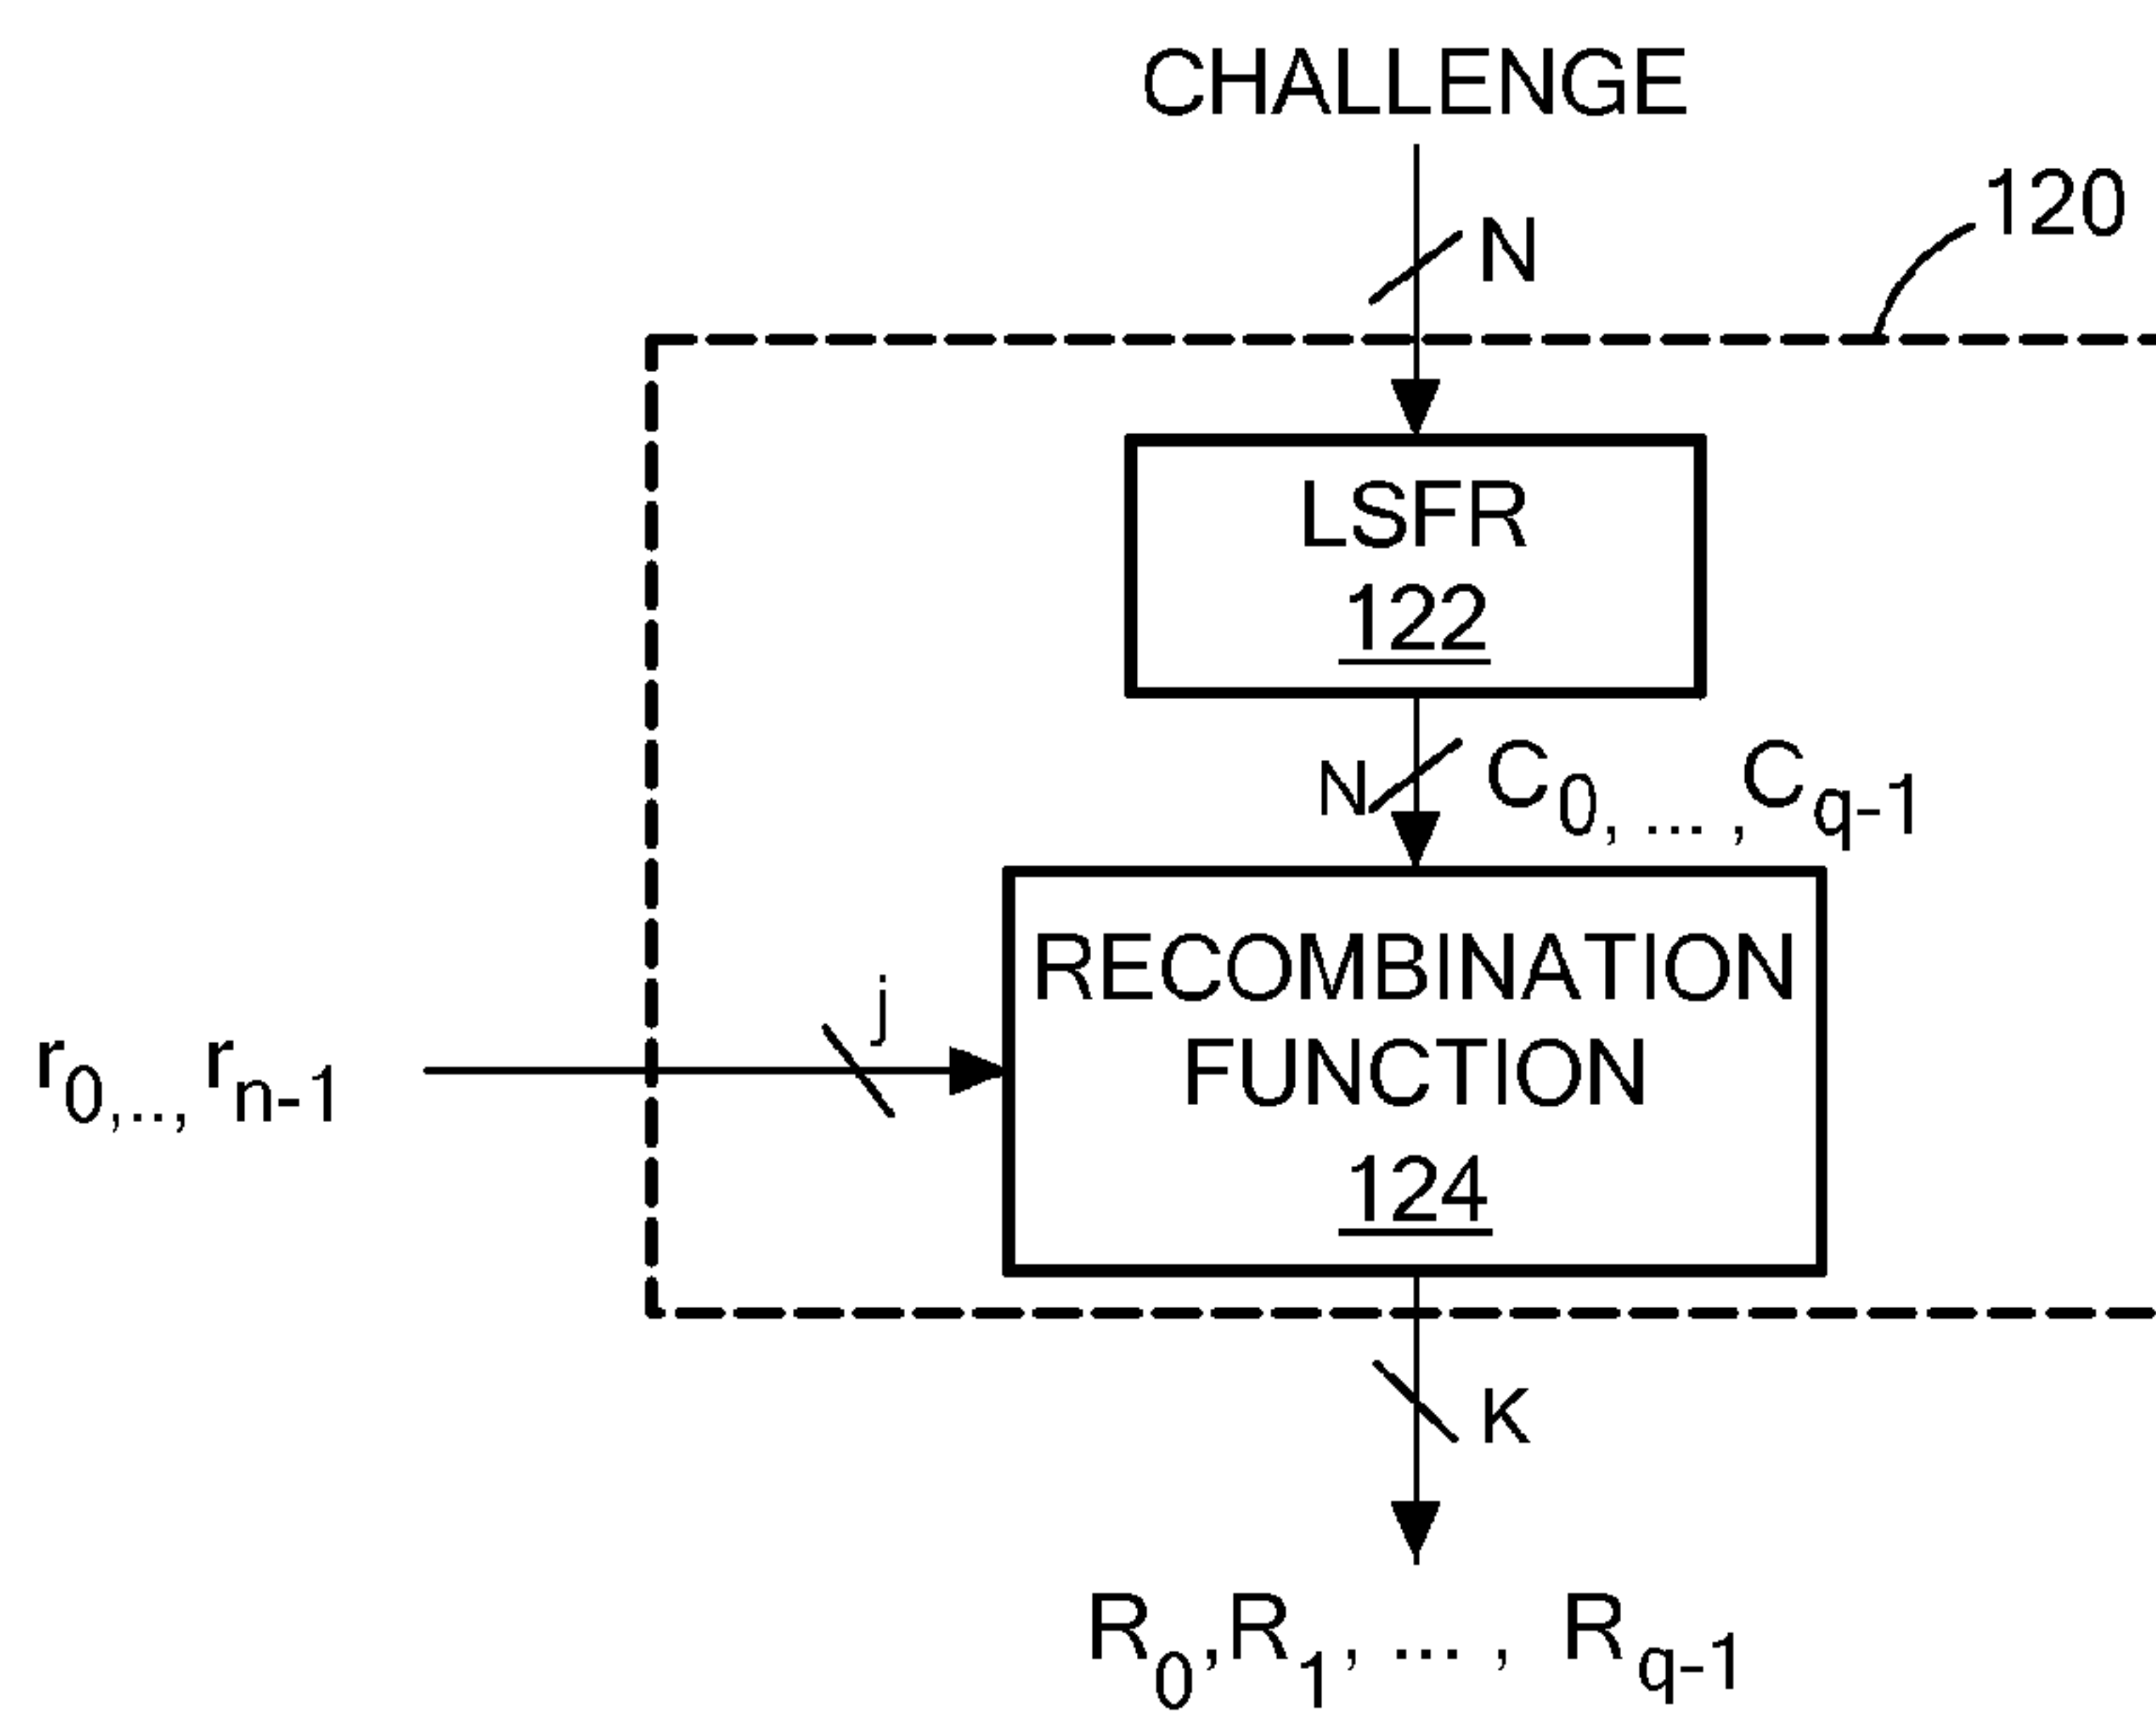 CHALLENGE
N
120
LSFR
122
N
C0, ... ,Cq-1
RECOMBINATION
FUNCTION
124
j
r0,.., rn-1
K
R0,R1, ... , Rq-1